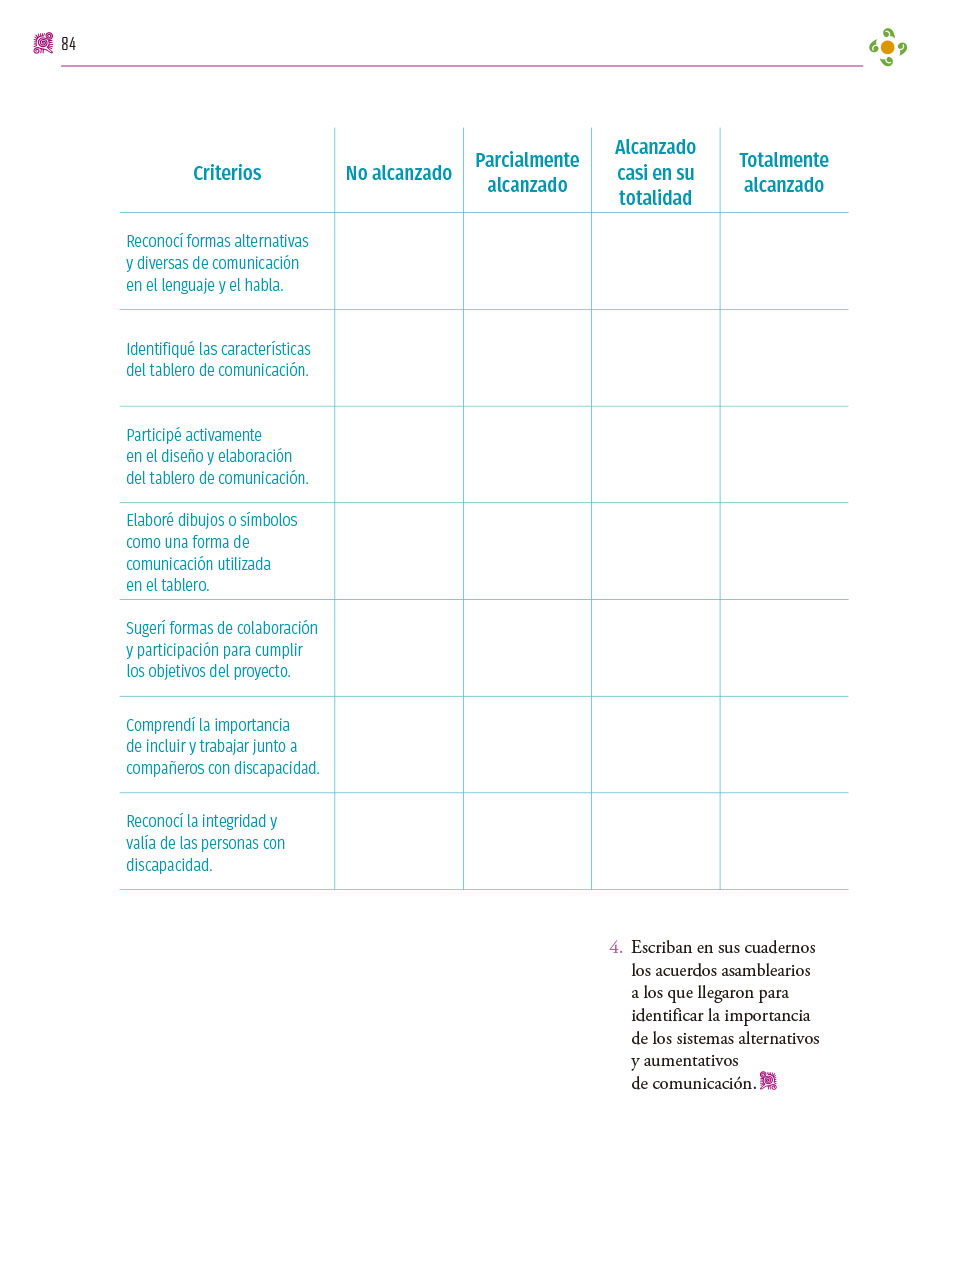 84
Criterios
No alcanzado
Parcialmente
alcanzado
Alcanzado
casi en su
totalidad
Totalmente
alcanzado
Reconocí formas alternativas
y diversas de comunicación
en el lenguaje y el habla.
Identifiqué las características
del tablero de comunicación.
Participé activamente
en el diseño y elaboración
del tablero de comunicación.
Elaboré dibujos o símbolos
como una forma de
comunicación utilizada
en el tablero.
Sugerí formas de colaboración
y participación para cumplir
los objetivos del proyecto.
Comprendí la importancia
de incluir y trabajar junto a
compañeros con discapacidad.
Reconocí la integridad y
valía de las personas con
discapacidad.
4. Escriban en sus cuadernos
los acuerdos asamblearios
a los que llegaron para
identificar la importancia
de los sistemas alternativos
y aumentativos
de comunicación.